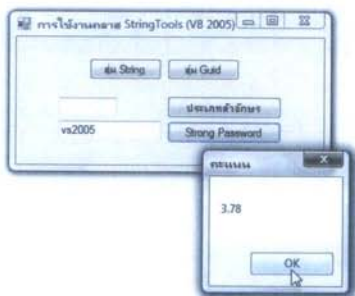 การใช้งานคลาส StringTools (VB 2005)
สุ่ม String
สุ่ม Guid
ประเภทตัวอักษร
vs2005
Strong Password
คะแนน
3.78
OK